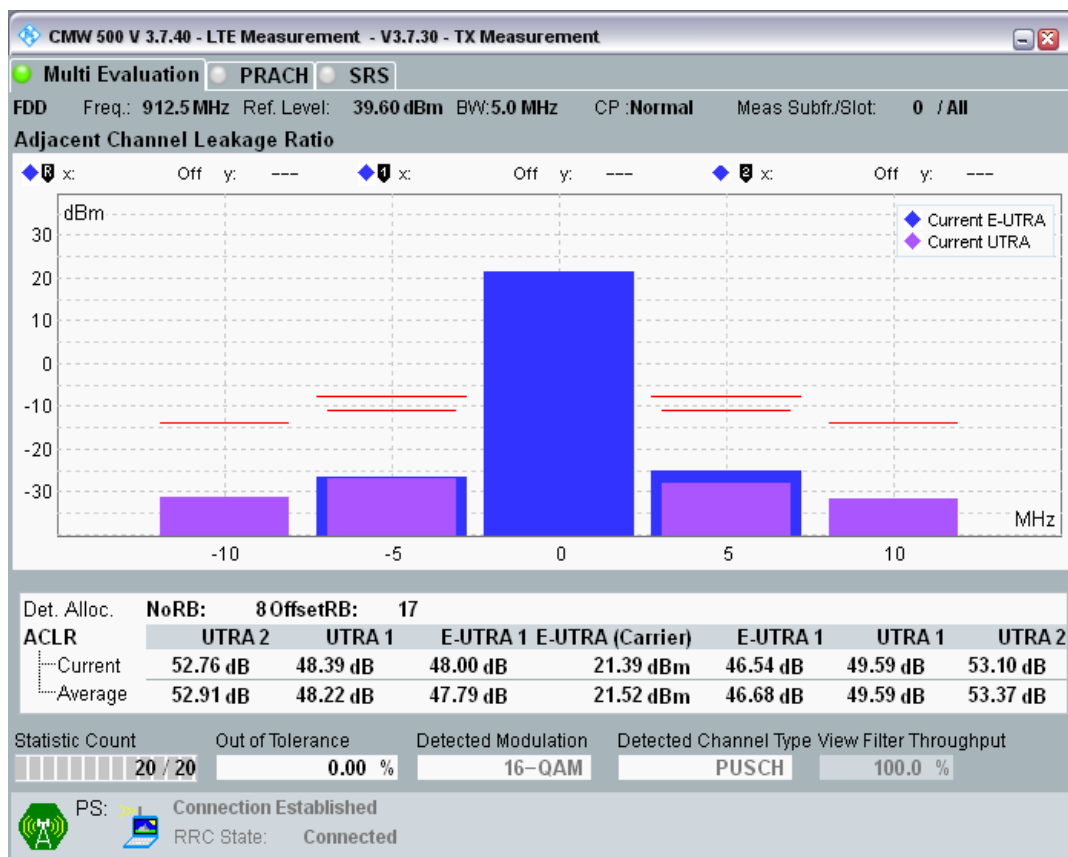 CMW 500 V 3.7.40 - LTE Measurement - V3.7.30 - TX Measurement
Multi Evaluation PRACH SRS
FDD Freq.: 912.5 MHz Ref. Level: 39.60 dBm BW:5.0 MHz CP :Normal Meas Subfr./Slot: 0 / All
Adjacent Channel Leakage Ratio
R x: Off y: --- 1 x: Off y: --- 2 x: Off y: ---
dBm
Current E-UTRA
Current UTRA
30
20
10
0
-10
-20
-30
MHz
-10 -5 0 5 10
Det. Alloc. NoRB: 8 OffsetRB: 17
ACLR UTRA 2 UTRA 1 E-UTRA 1 E-UTRA (Carrier) E-UTRA 1 UTRA 1 UTRA 2
Current 52.76 dB 48.39 dB 48.00 dB 21.39 dBm 46.54 dB 49.59 dB 53.10 dB
Average 52.91 dB 48.22 dB 47.79 dB 21.52 dBm 46.68 dB 49.59 dB 53.37 dB
Statistic Count Out of Tolerance Detected Modulation Detected Channel Type View Filter Throughput
20 / 20 0.00 % 16-QAM PUSCH 100.0 %
PS: Connection Established
RRC State: Connected